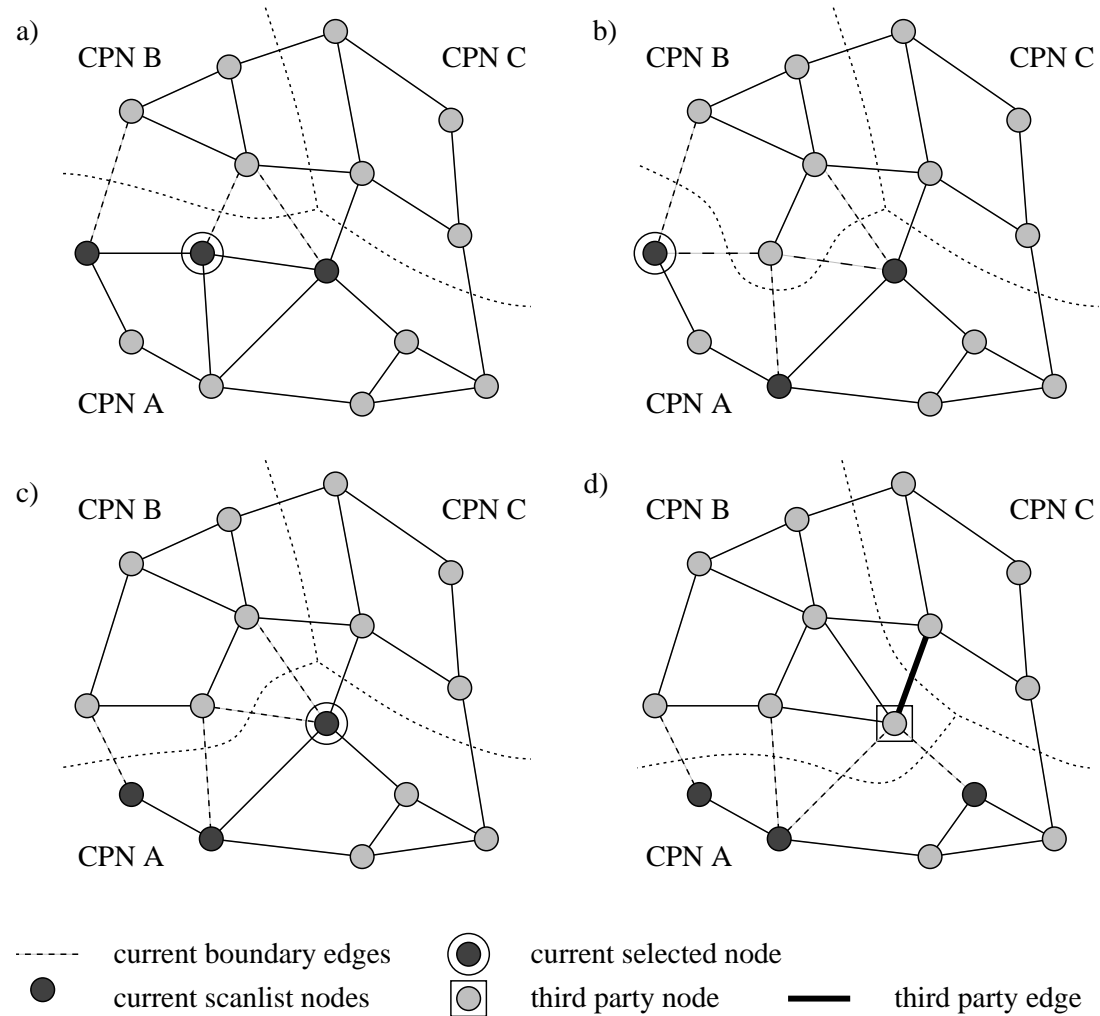 a)
CPN B
CPN C
CPN A
b)
CPN B
CPN C
CPN A
c)
CPN B
CPN C
CPN A
d)
CPN B
CPN C
CPN A
current boundary edges
current selected node
current scanlist nodes
third party node
third party edge